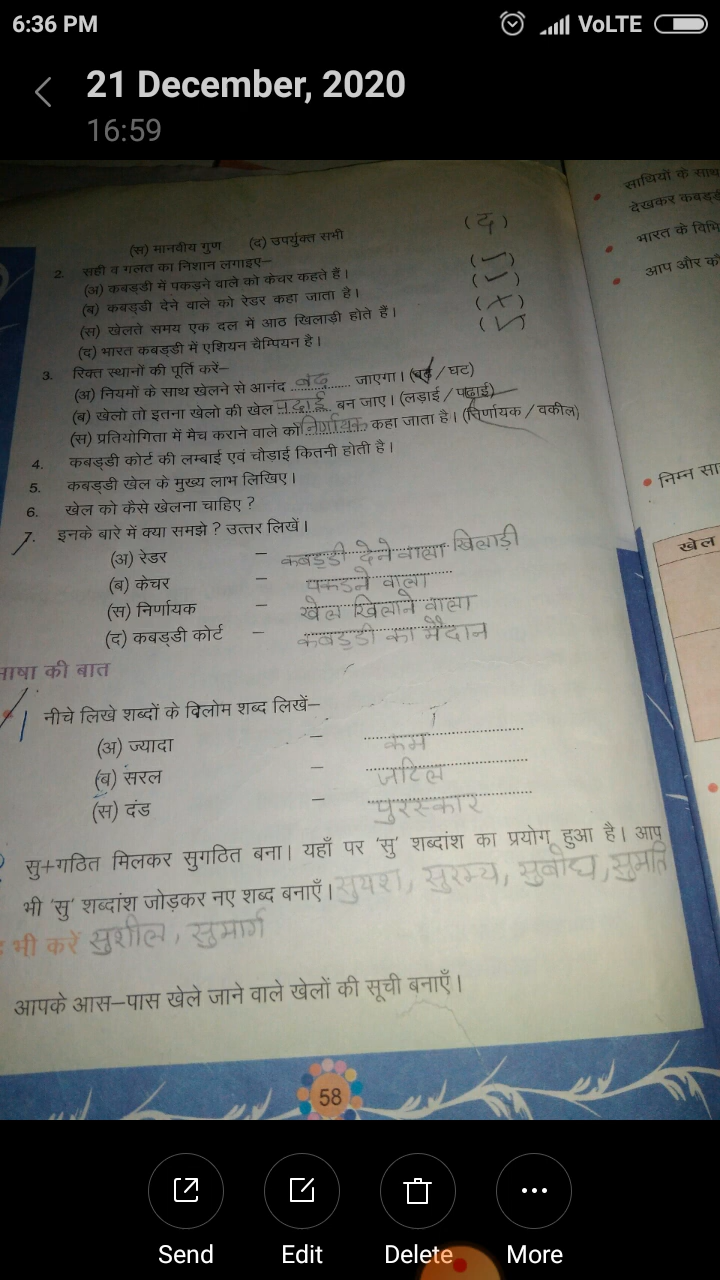 6:36 PM VoLTE
21 December, 2020
16:59
(स) मानवीय गुण (द) उपर्युक्त सभी (द)
2. सही व गलत का निशान लगाइए–
(अ) कबड्डी में पकड़ने वाले को केचर कहते हैं। (✓)
(ब) कबड्डी देने वाले को रेडर कहा जाता है। (✓)
(स) खेलते समय एक दल में आठ खिलाड़ी होते हैं। (✗)
(द) भारत कबड्डी में एशियन चैम्पियन है। (✓)
3. रिक्त स्थानों की पूर्ति करें–
(अ) नियमों के साथ खेलने से आनंद बढ़ जाएगा। (बढ़ / घट)
(ब) खेलो तो इतना खेलो की खेल पढ़ाई बन जाए। (लड़ाई / पढ़ाई)
(स) प्रतियोगिता में मैच कराने वाले को निर्णायक कहा जाता है। (निर्णायक / वकील)
4. कबड्डी कोर्ट की लम्बाई एवं चौड़ाई कितनी होती है।
5. कबड्डी खेल के मुख्य लाभ लिखिए।
6. खेल को कैसे खेलना चाहिए ?
7. इनके बारे में क्या समझे ? उत्तर लिखें।
(अ) रेडर – कबड्डी देने वाला खिलाड़ी
(ब) केचर – पकडने वाला
(स) निर्णायक – खेल खिलाने वाला
(द) कबड्डी कोर्ट – कबड्डी का मैदान
भाषा की बात
1 नीचे लिखे शब्दों के विलोम शब्द लिखें–
(अ) ज्यादा – कम
(ब) सरल – जटिल
(स) दंड – पुरस्कार
सु+गठित मिलकर सुगठित बना। यहाँ पर 'सु' शब्दांश का प्रयोग हुआ है। आप
भी 'सु' शब्दांश जोड़कर नए शब्द बनाएँ। सुयश, सुरम्य, सुबोध, सुमति
भी करें सुशील, सुमार्ग
आपके आस–पास खेले जाने वाले खेलों की सूची बनाएँ।
58
साथियों के साथ
देखकर कबड्डी
भारत के विभि
आप और कौ
निम्न सा
खेल
Send Edit Delete More